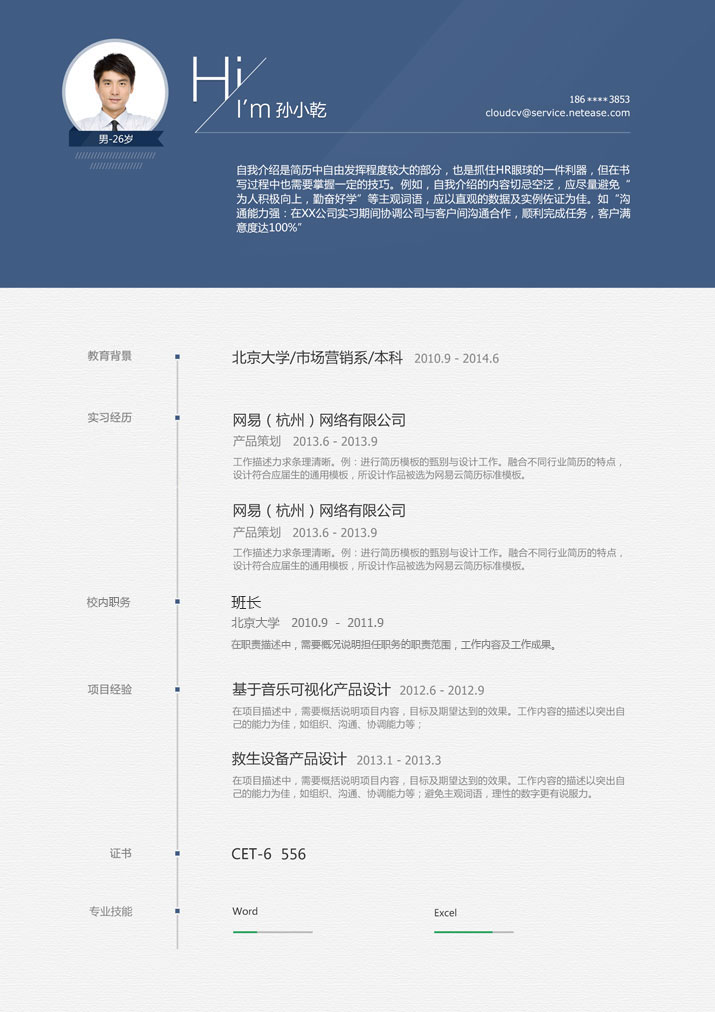 Hi
I'm 孙小乾
男-26岁
186****3853
cloudcv@service.netease.com
自我介绍是简历中自由发挥程度较大的部分，也是抓住HR眼球的一件利器，但在书
写过程中也需要掌握一定的技巧。例如，自我介绍的内容切忌空泛，应尽量避免“
为人积极向上，勤奋好学”等主观词语，应以直观的数据及实例佐证为佳。如“沟
通能力强：在XX公司实习期间协调公司与客户间沟通合作，顺利完成任务，客户满
意度达100%”
教育背景
北京大学/市场营销系/本科 2010.9 - 2014.6
实习经历
网易（杭州）网络有限公司
产品策划 2013.6 - 2013.9
工作描述力求条理清晰。例：进行简历模板的甄别与设计工作。融合不同行业简历的特点，
设计符合应届生的通用模板，所设计作品被选为网易云简历标准模板。
网易（杭州）网络有限公司
产品策划 2013.6 - 2013.9
工作描述力求条理清晰。例：进行简历模板的甄别与设计工作。融合不同行业简历的特点，
设计符合应届生的通用模板，所设计作品被选为网易云简历标准模板。
校内职务
班长
北京大学 2010.9 - 2011.9
在职责描述中，需要概况说明担任职务的职责范围，工作内容及工作成果。
项目经验
基于音乐可视化产品设计 2012.6 - 2012.9
在项目描述中，需要概括说明项目内容，目标及期望达到的效果。工作内容的描述以突出自
己的能力为佳，如组织、沟通、协调能力等；
救生设备产品设计 2013.1 - 2013.3
在项目描述中，需要概括说明项目内容，目标及期望达到的效果。工作内容的描述以突出自
己的能力为佳，如组织、沟通、协调能力等；避免主观词语，理性的数字更有说服力。
证书
CET-6 556
专业技能
Word
Excel